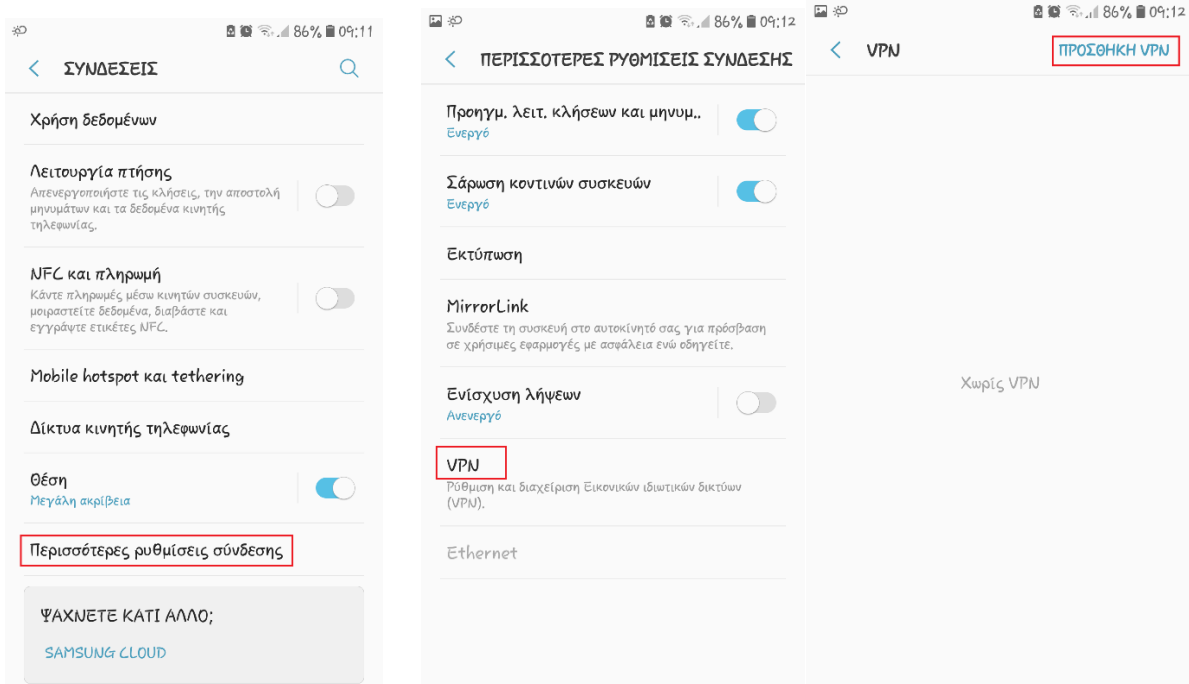 86% 09:11
ΣΥΝΔΕΣΕΙΣ
Χρήση δεδομένων
Λειτουργία πτήσης
Απενεργοποιήστε τις κλήσεις, την αποστολή
μηνυμάτων και τα δεδομένα κινητής
τηλεφωνίας.
NFC και πληρωμή
Κάντε πληρωμές μέσω κινητών συσκευών,
μοιραστείτε δεδομένα, διαβάστε και
εγγράψτε ετικέτες NFC.
Mobile hotspot και tethering
Δίκτυα κινητής τηλεφωνίας
Θέση
Μεγάλη ακρίβεια
Περισσότερες ρυθμίσεις σύνδεσης
ΨΑΧΝΕΤΕ ΚΑΤΙ ΑΛΛΟ;
SAMSUNG CLOUD
86% 09:12
ΠΕΡΙΣΣΟΤΕΡΕΣ ΡΥΘΜΙΣΕΙΣ ΣΥΝΔΕΣΗΣ
Προηγμ. λειτ. κλήσεων και μηνυμ..
Ενεργό
Σάρωση κοντινών συσκευών
Ενεργό
Εκτύπωση
MirrorLink
Συνδέστε τη συσκευή στο αυτοκίνητό σας για πρόσβαση
σε χρήσιμες εφαρμογές με ασφάλεια ενώ οδηγείτε.
Ενίσχυση λήψεων
Ανενεργό
VPN
Ρύθμιση και διαχείριση Εικονικών ιδιωτικών δικτύων
(VPN).
Ethernet
86% 09:12
VPN
ΠΡΟΣΘΗΚΗ VPN
Χωρίς VPN